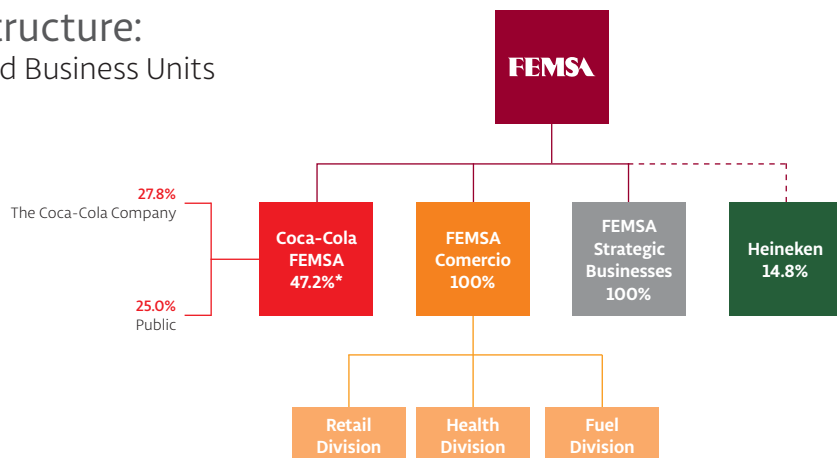 tructure:
d Business Units
FEMSA
27.8%
The Coca-Cola Company
25.0%
Public
Coca-Cola
FEMSA
47.2%*
FEMSA
Comercio
100%
FEMSA
Strategic
Businesses
100%
Heineken
14.8%
Retail
Division
Health
Division
Fuel
Division